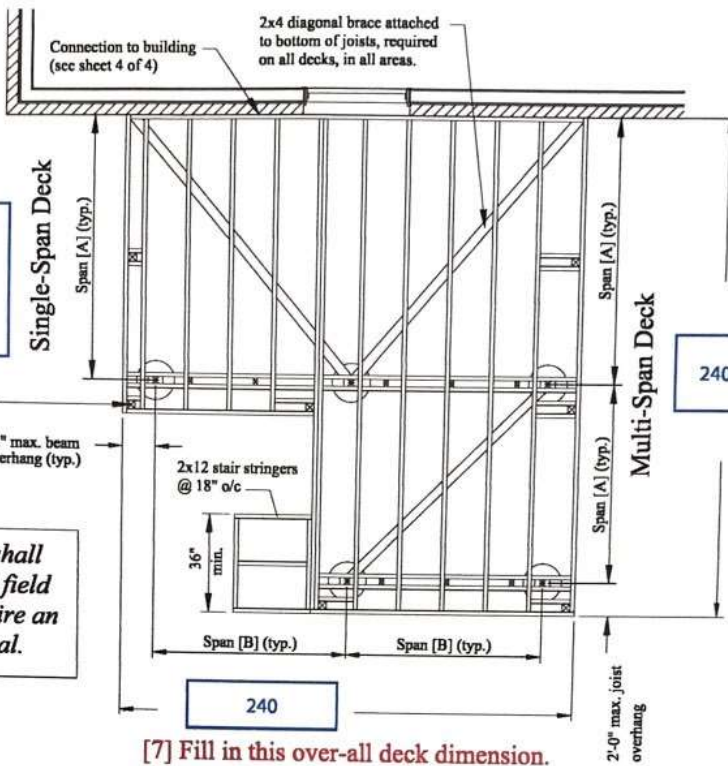 Connection to building
(see sheet 4 of 4)
2x4 diagonal brace attached
to bottom of joists, required
on all decks, in all areas.
Single-Span Deck
Span [A] (typ.)
Span [A] (typ.)
Multi-Span Deck
240
" max. beam
erhang (typ.)
2x12 stair stringers
@ 18" o/c
36"
min.
Span [A] (typ.)
hall
field
ire an
al.
Span [B] (typ.)
Span [B] (typ.)
240
2'-0" max. joist
overhang
[7] Fill in this over-all deck dimension.